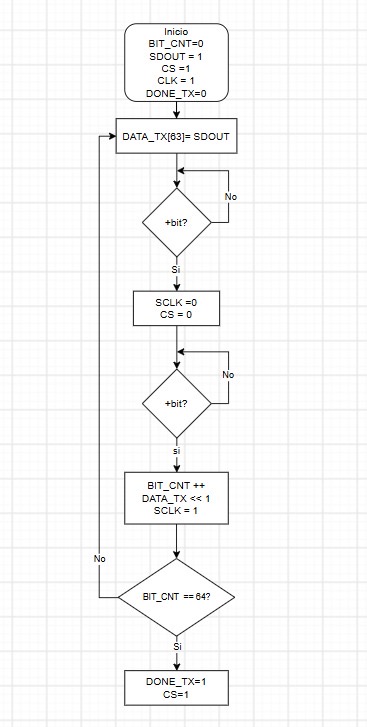 Inicio
BIT_CNT=0
SDOUT = 1
CS =1
CLK = 1
DONE_TX=0
DATA_TX[63]= SDOUT
No
+bit?
Si
SCLK =0
CS = 0
No
+bit?
si
BIT_CNT ++
DATA_TX << 1
SCLK = 1
No
BIT_CNT == 64?
Si
DONE_TX=1
CS=1